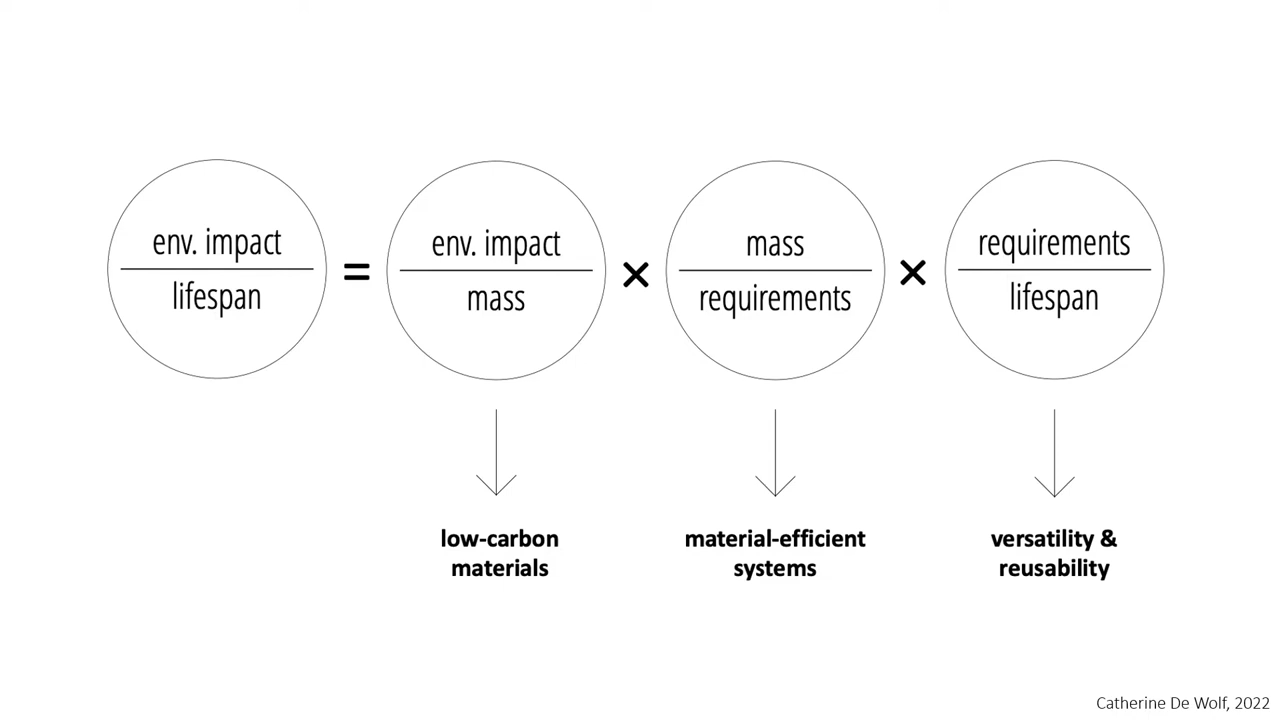 env. impact
lifespan
=
env. impact
mass
×
mass
requirements
×
requirements
lifespan
low-carbon
materials
material-efficient
systems
versatility &
reusability
Catherine De Wolf, 2022